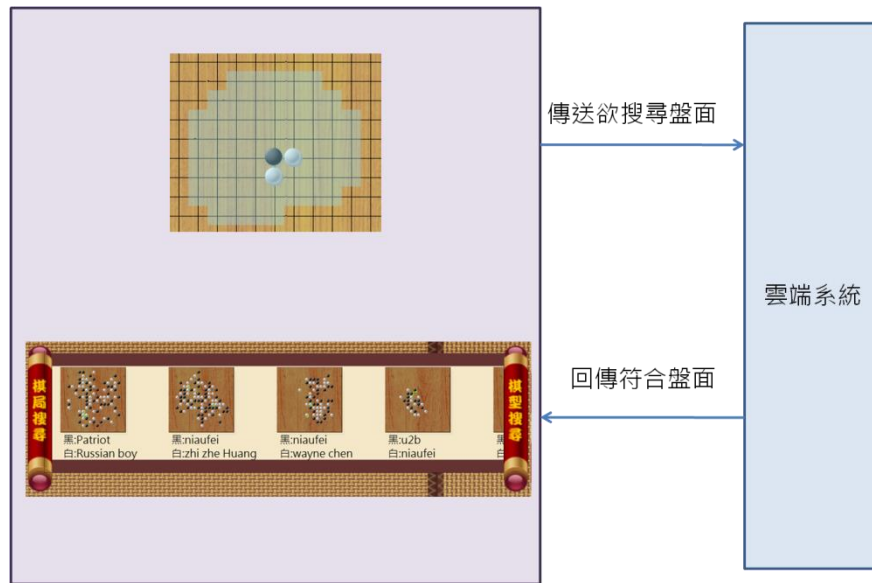 傳送欲搜尋盤面
雲端系統
回傳符合盤面
棋局搜尋
黑:Patriot
白:Russian boy
黑:niaufei
白:zhi zhe Huang
黑:niaufei
白:wayne chen
黑:u2b
白:niaufei
黑
白
棋型搜尋